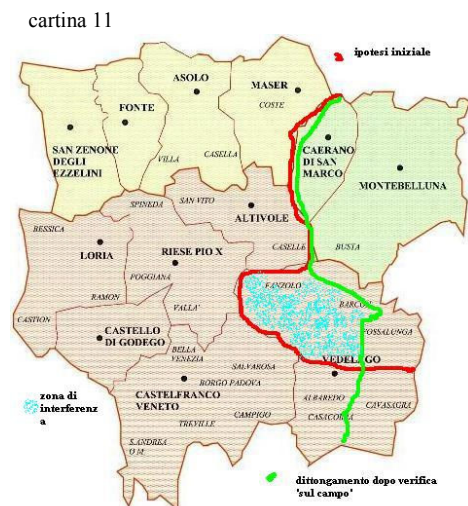 cartina 11
ipotesi iniziale
ASOLO
MASER
COSTE
FONTE
SAN ZENONE
DEGLI
EZZELINI
VILLA
CASELLA
CAERANO
DI SAN
MARCO
MONTEBELLUNA
SPINEDA
SAN VITO
ALTIVOLE
BESSICA
LORIA
RIESE PIO X
CASELLE
BUSTA
POGGIANA
FANZOLO
RAMON
VALLA'
BARCON
CASTION
FOSSALUNGA
CASTELLO
DI GODEGO
BELLA
VENEZIA
SALVAROSA
VEDELAGO
BORGO PADOVA
CASTELFRANCO
VENETO
ALBAREDO
CAVASAGRA
CASACORBA
CAMPIGO
TREVILLE
S.ANDREA
O M
zona di
interferenz
a
dittongamento dopo verifica
'sul campo'